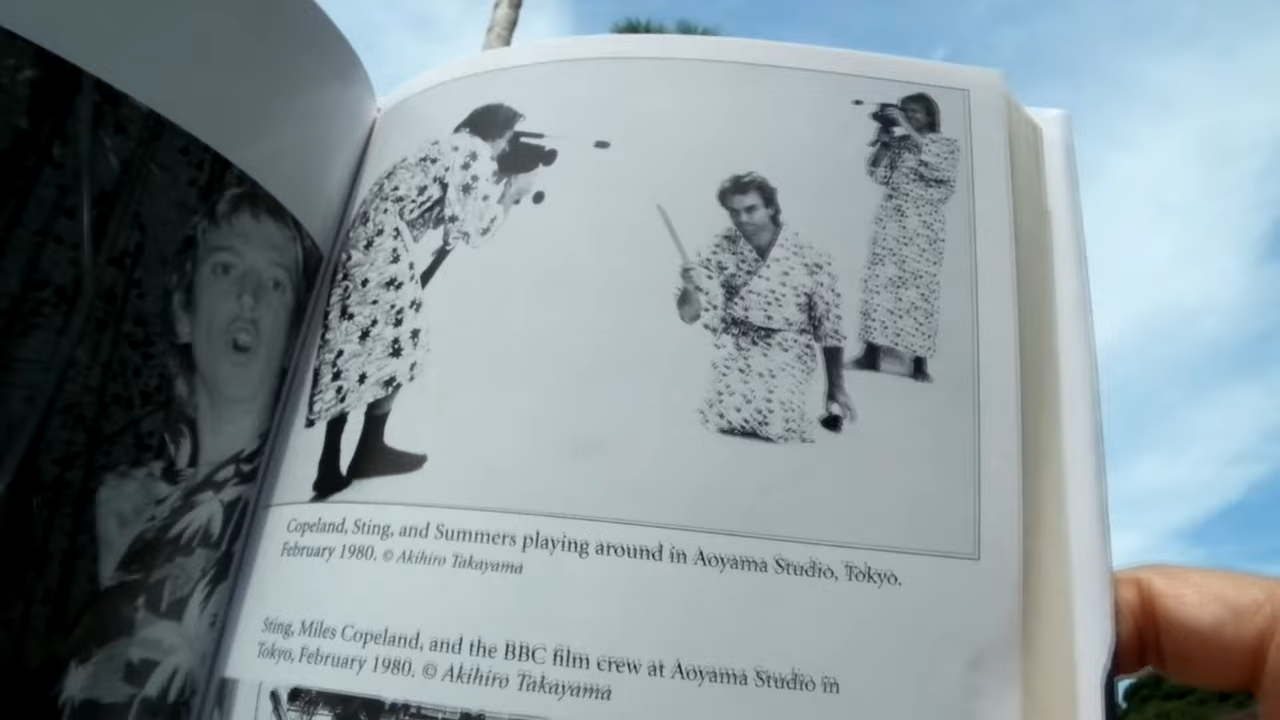 Copeland, Sting, and Summers playing around in Aoyama Studio, Tokyo.
February 1980. © Akihiro Takayama
Sting, Miles Copeland, and the BBC film crew at Aoyama Studio in
Tokyo, February 1980. © Akihiro Takayama